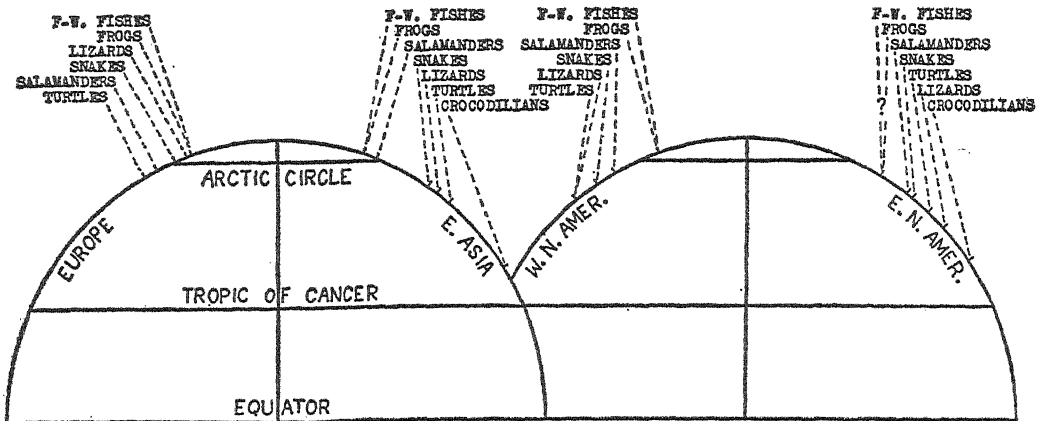 F-W. FISHES
FROGS
LIZARDS
SNAKES
SALAMANDERS
TURTLES
F-W. FISHES
FROGS
SALAMANDERS
SNAKES
LIZARDS
TURTLES
CROCODILIANS
F-W. FISHES
FROGS
SALAMANDERS
SNAKES
LIZARDS
TURTLES
F-W. FISHES
FROGS
SALAMANDERS
SNAKES
TURTLES
LIZARDS
CROCODILIANS
?
ARCTIC CIRCLE
EUROPE
E. ASIA
W. N. AMER.
E. N. AMER.
TROPIC OF CANCER
EQUATOR